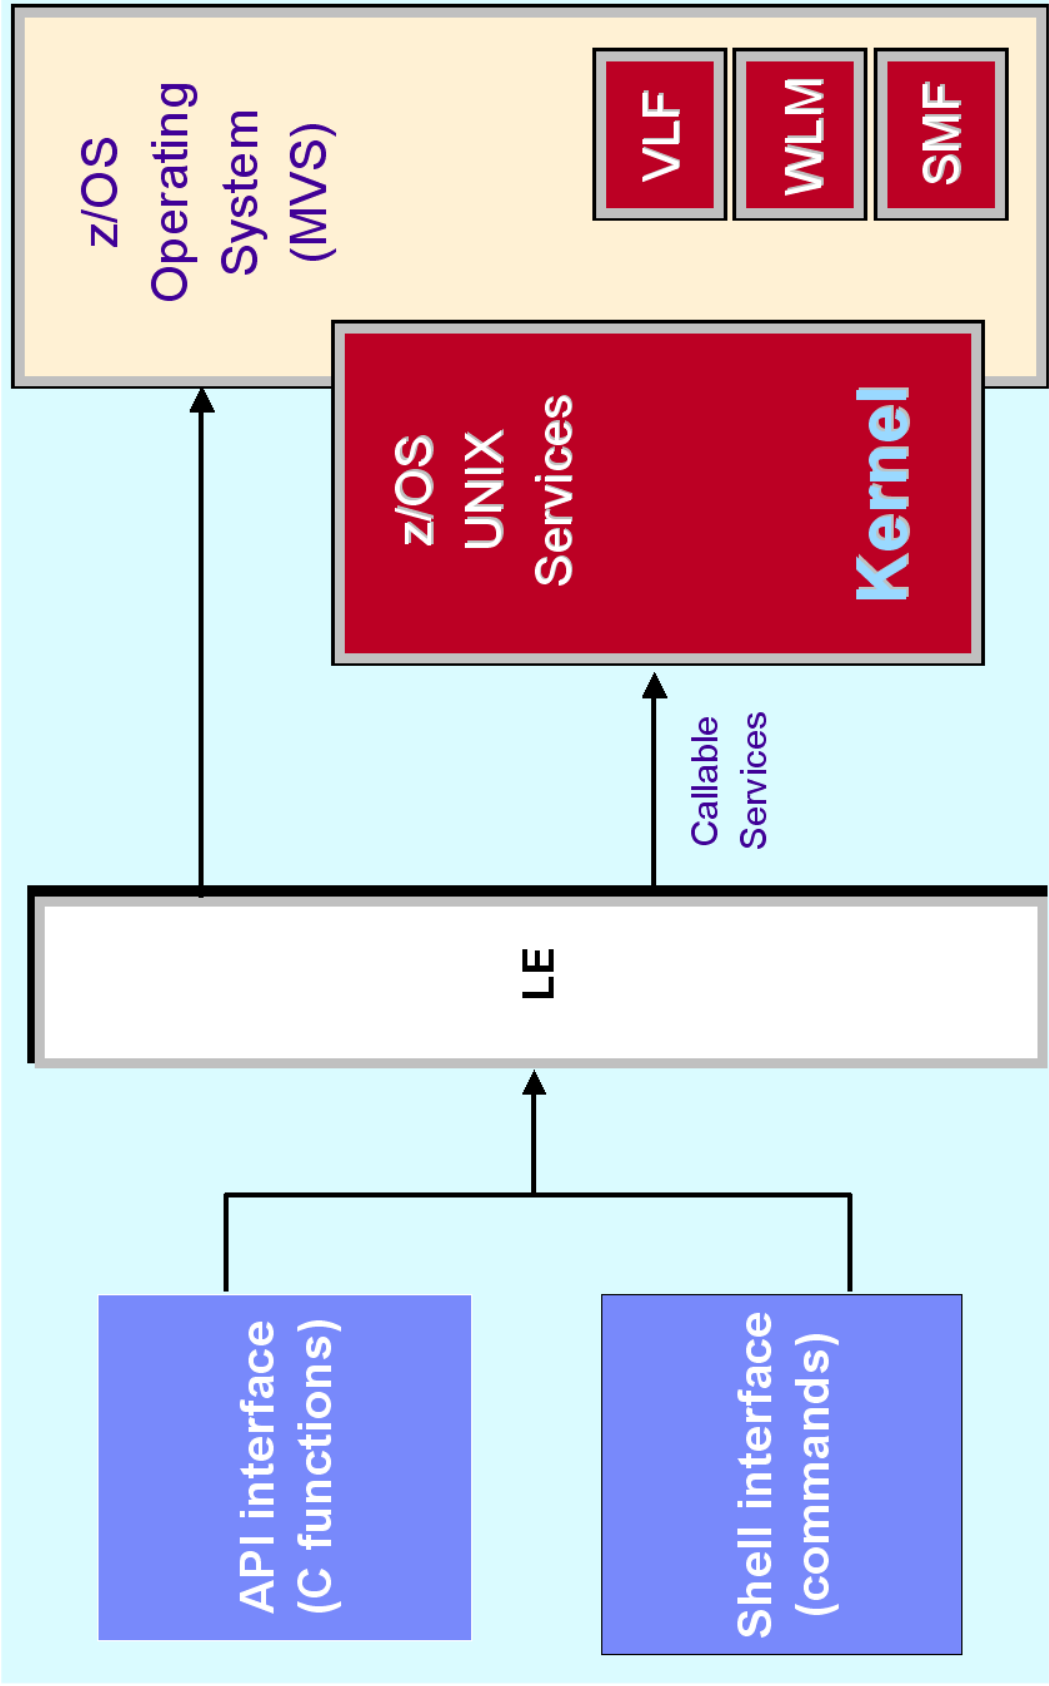 API interface
(C functions)
Shell interface
(commands)
LE
Callable
Services
z/OS
UNIX
Services
Kernel
z/OS
Operating
System
(MVS)
VLF
WLM
SMF